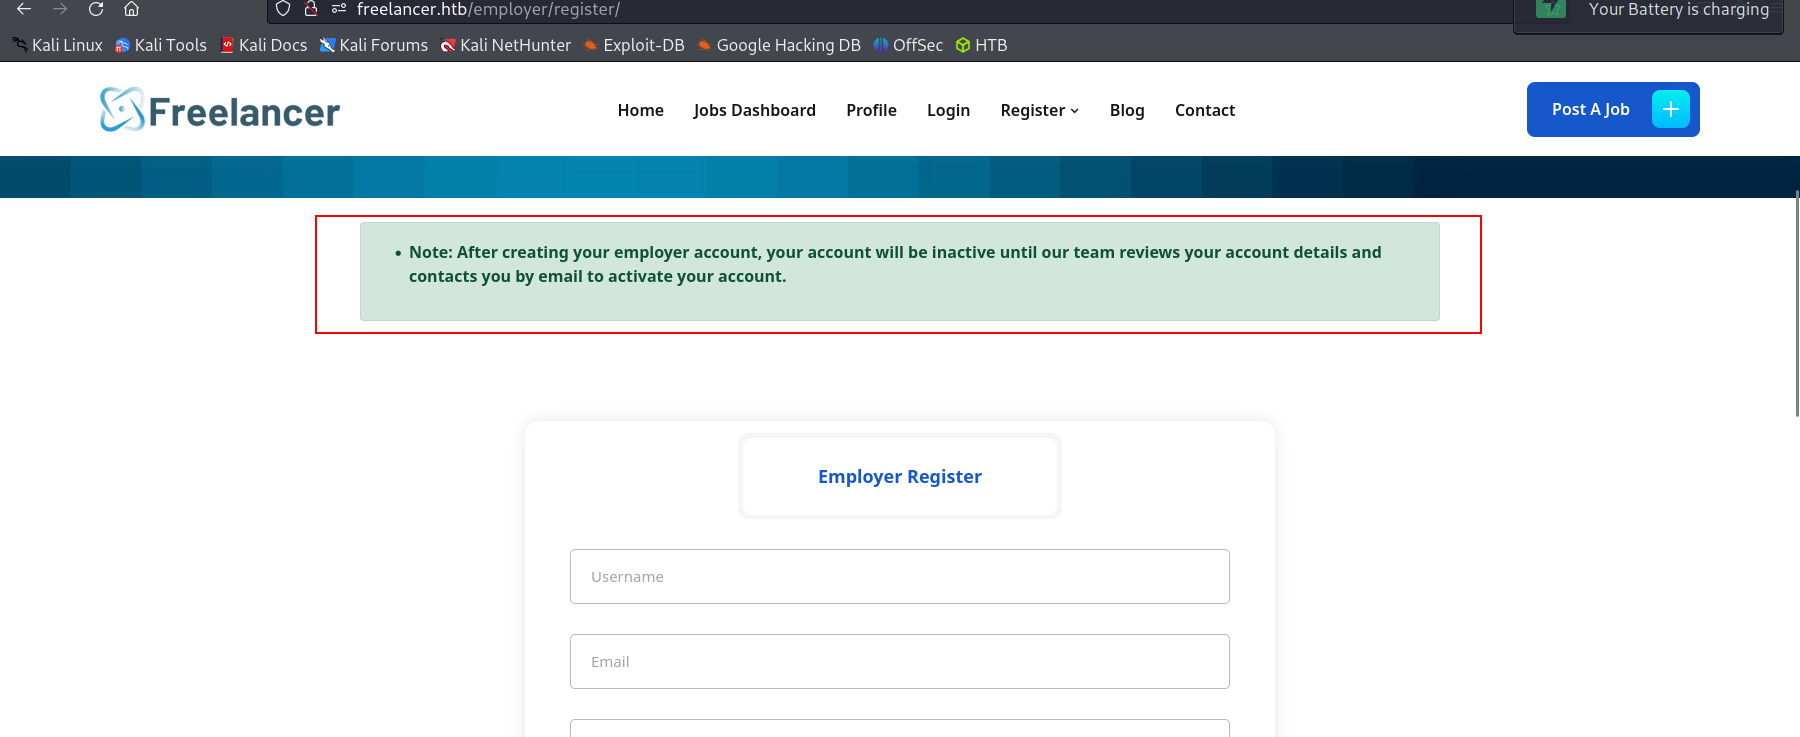 freelancer.htb/employer/register/
Your Battery is charging
Kali Linux Kali Tools Kali Docs Kali Forums Kali NetHunter Exploit-DB Google Hacking DB OffSec HTB
Freelancer Home Jobs Dashboard Profile Login Register Blog Contact Post A Job +
• Note: After creating your employer account, your account will be inactive until our team reviews your account details and
contacts you by email to activate your account.
Employer Register
Username
Email